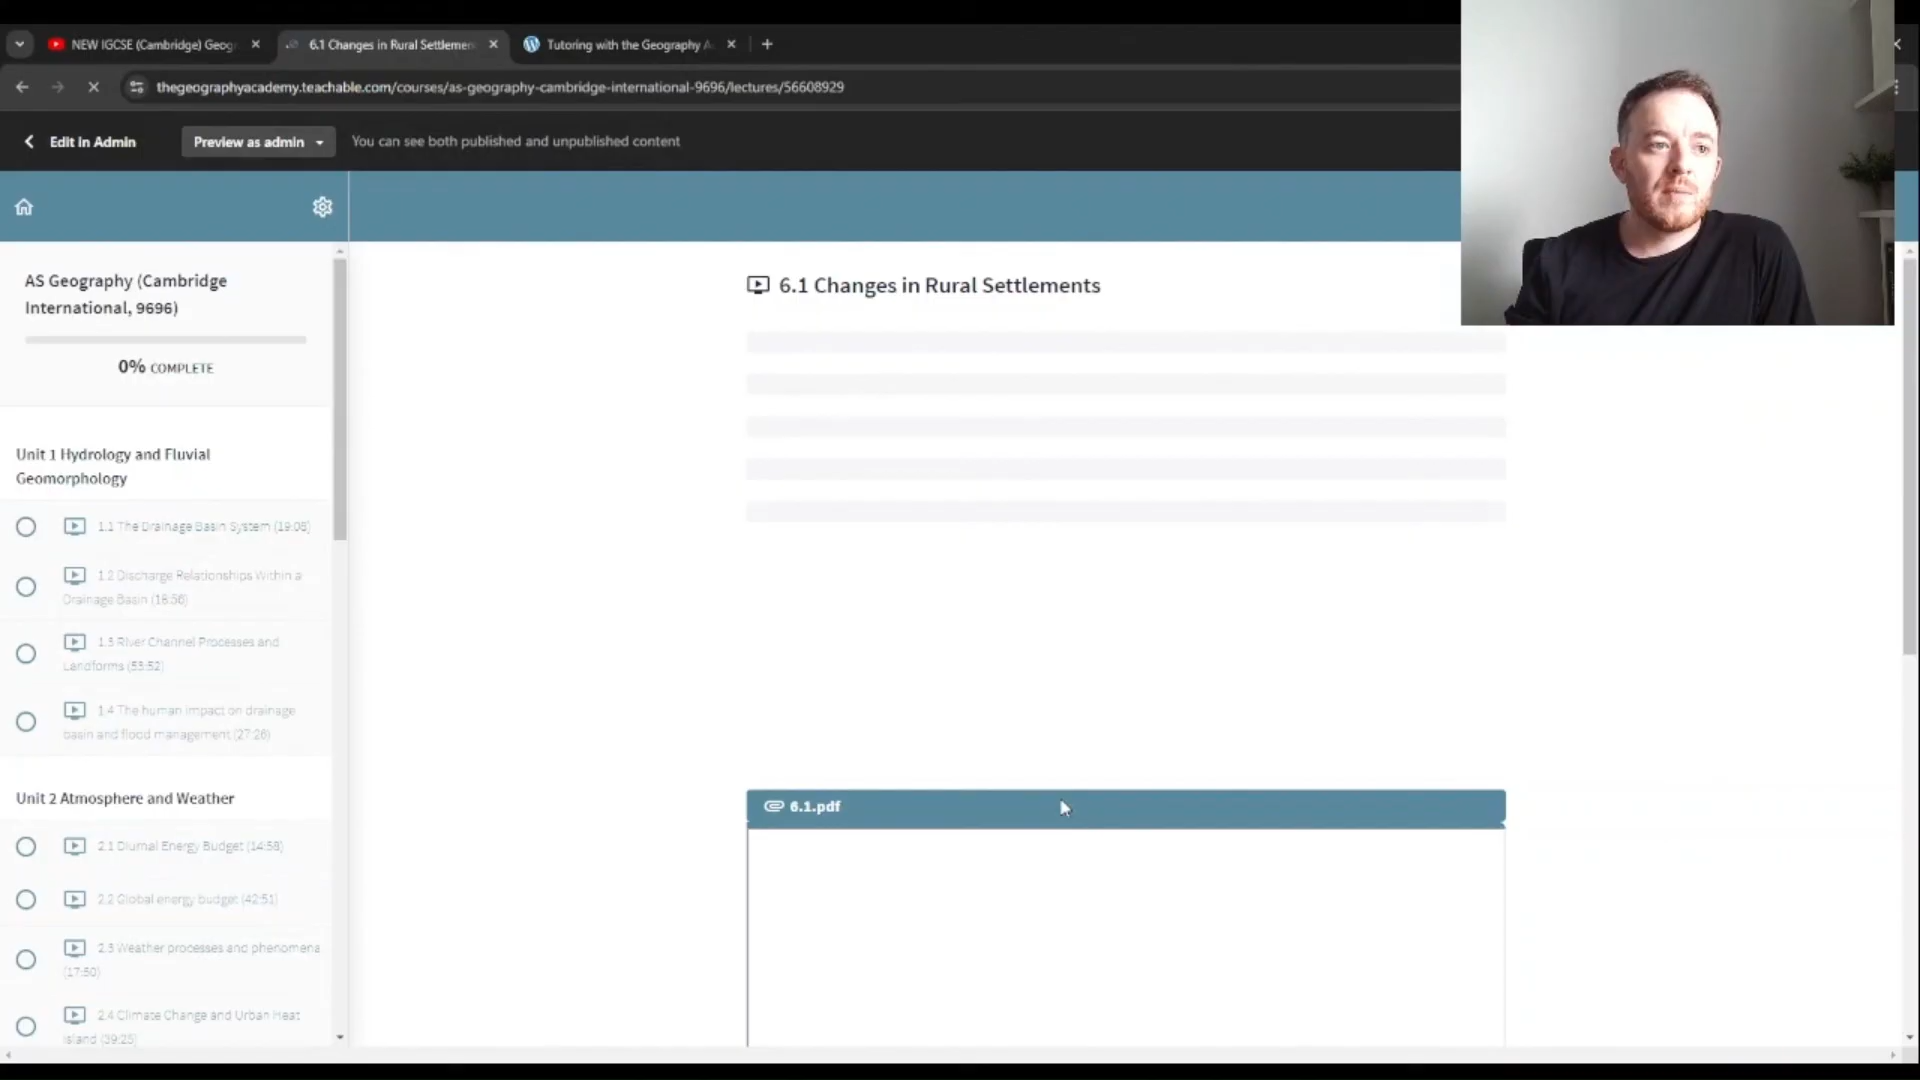 NEW IGCSE (Cambridge) Geog
6.1 Changes in Rural Settlemen
Tutoring with the Geography A
thegeographyacademy.teachable.com/courses/as-geography-cambridge-international-9696/lectures/56608929
Edit in Admin
Preview as admin
You can see both published and unpublished content
AS Geography (Cambridge
International, 9696)
0% COMPLETE
Unit 1 Hydrology and Fluvial
Geomorphology
1.1 The Drainage Basin System (19:08)
1.2 Discharge Relationships Within a
Drainage Basin (18:56)
1.3 River Channel Processes and
Landforms (53:52)
1.4 The human impact on drainage
basin and flood management (27:26)
Unit 2 Atmosphere and Weather
2.1 Diurnal Energy Budget (14:58)
2.2 Global energy budget (42:51)
2.3 Weather processes and phenomena
(17:50)
2.4 Climate Change and Urban Heat
Island (39:25)
6.1 Changes in Rural Settlements
6.1.pdf